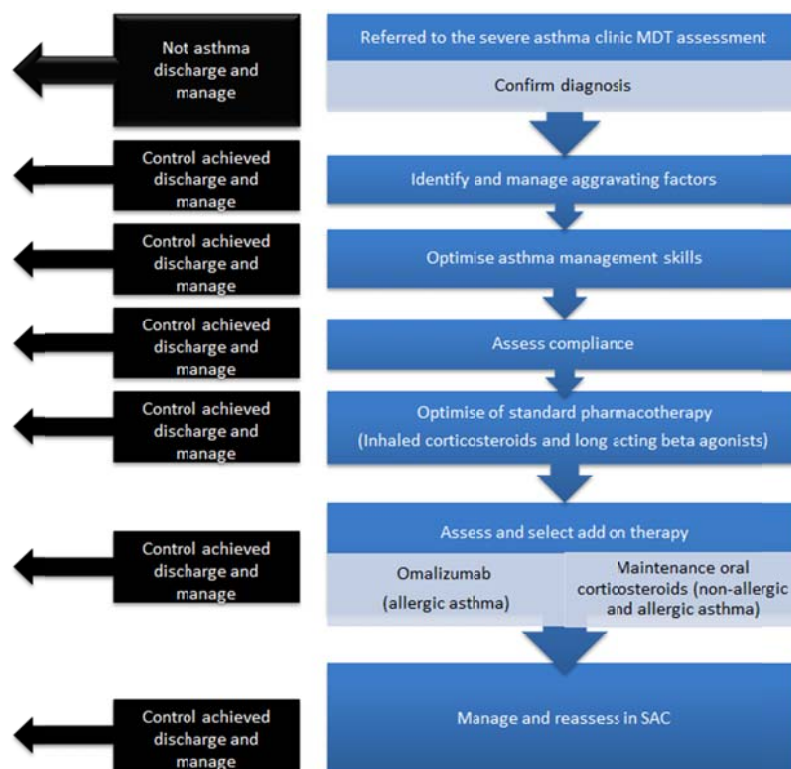 Not asthma
discharge and
manage
Referred to the severe asthma clinic MDT assessment
Confirm diagnosis
Control achieved
discharge and
manage
Identify and manage aggravating factors
Control achieved
discharge and
manage
Optimise asthma management skills
Control achieved
discharge and
manage
Assess compliance
Control achieved
discharge and
manage
Optimise of standard pharmacotherapy
(Inhaled corticosteroids and long acting beta agonists)
Control achieved
discharge and
manage
Assess and select add on therapy
Omalizumab
(allergic asthma)
Maintenance oral
corticosteroids (non-allergic
and allergic asthma)
Control achieved
discharge and
manage
Manage and reassess in SAC